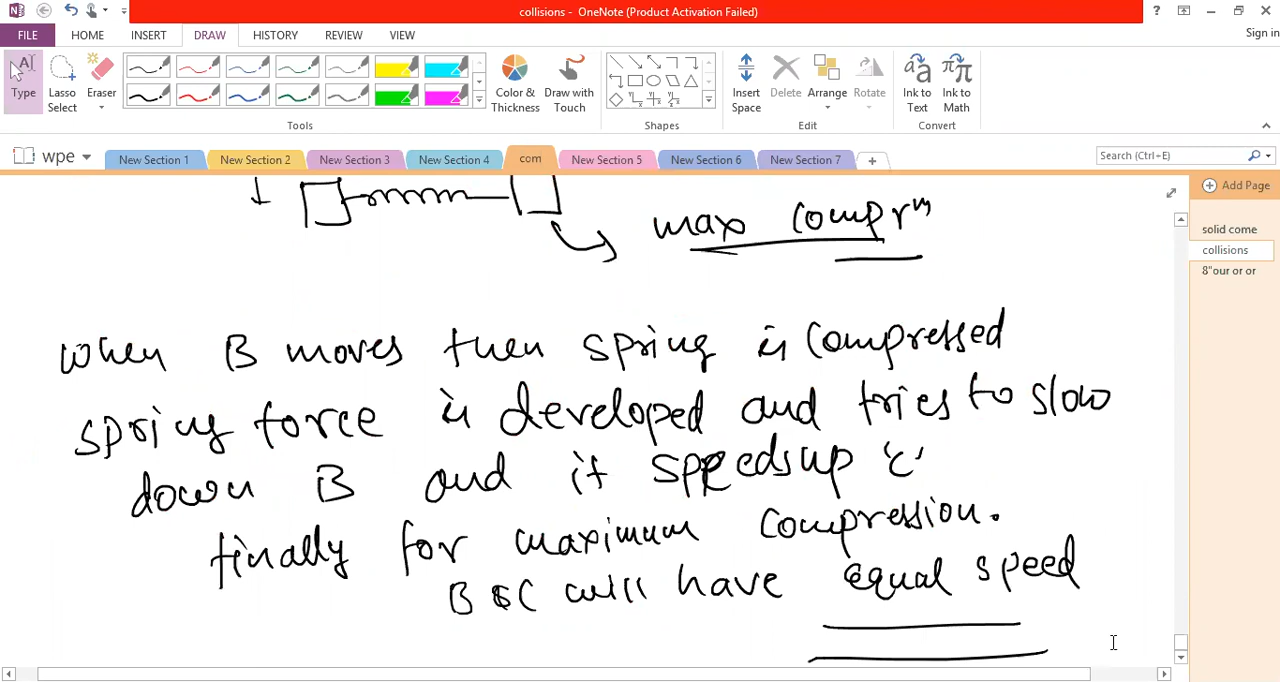 collisions - OneNote (Product Activation Failed)
?
Sign in
FILE HOME INSERT DRAW HISTORY REVIEW VIEW
Type
Lasso Select
Eraser
Color & Thickness
Draw with Touch
Insert Space
Delete
Arrange
Rotate
Ink to Text
Ink to Math
Tools
Shapes
Edit
Convert
wpe
New Section 1
New Section 2
New Section 3
New Section 4
com
New Section 5
New Section 6
New Section 7
Search (Ctrl+E)
Add Page
solid come
collisions
8"our or or
max comprⁿ
when B moves then spring is compressed
spring force is developed and tries to slow
down B and it speedsup 'c'
finally for maximum compression.
B & C will have equal speed